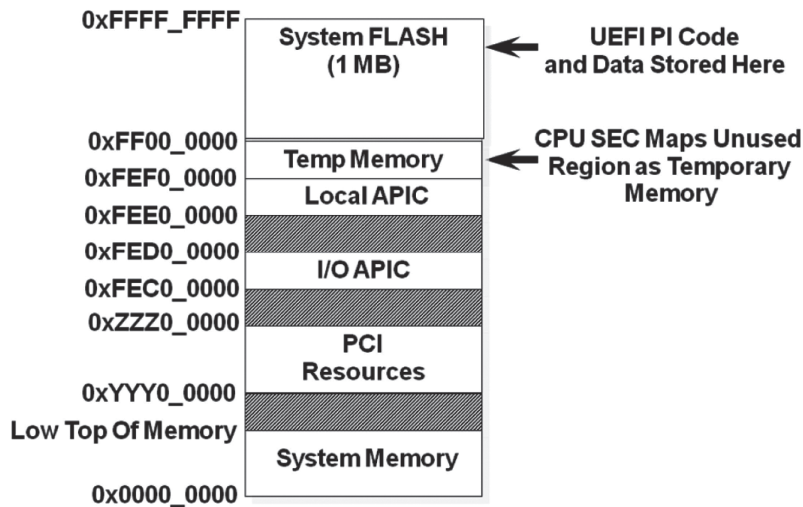 0xFFFF_FFFF
System FLASH
(1 MB)
UEFI PI Code
and Data Stored Here
0xFF00_0000
Temp Memory
CPU SEC Maps Unused
Region as Temporary
Memory
0xFEF0_0000
Local APIC
0xFEE0_0000
0xFED0_0000
I/O APIC
0xFEC0_0000
0xZZZ0_0000
PCI
Resources
0xYYY0_0000
Low Top Of Memory
System Memory
0x0000_0000